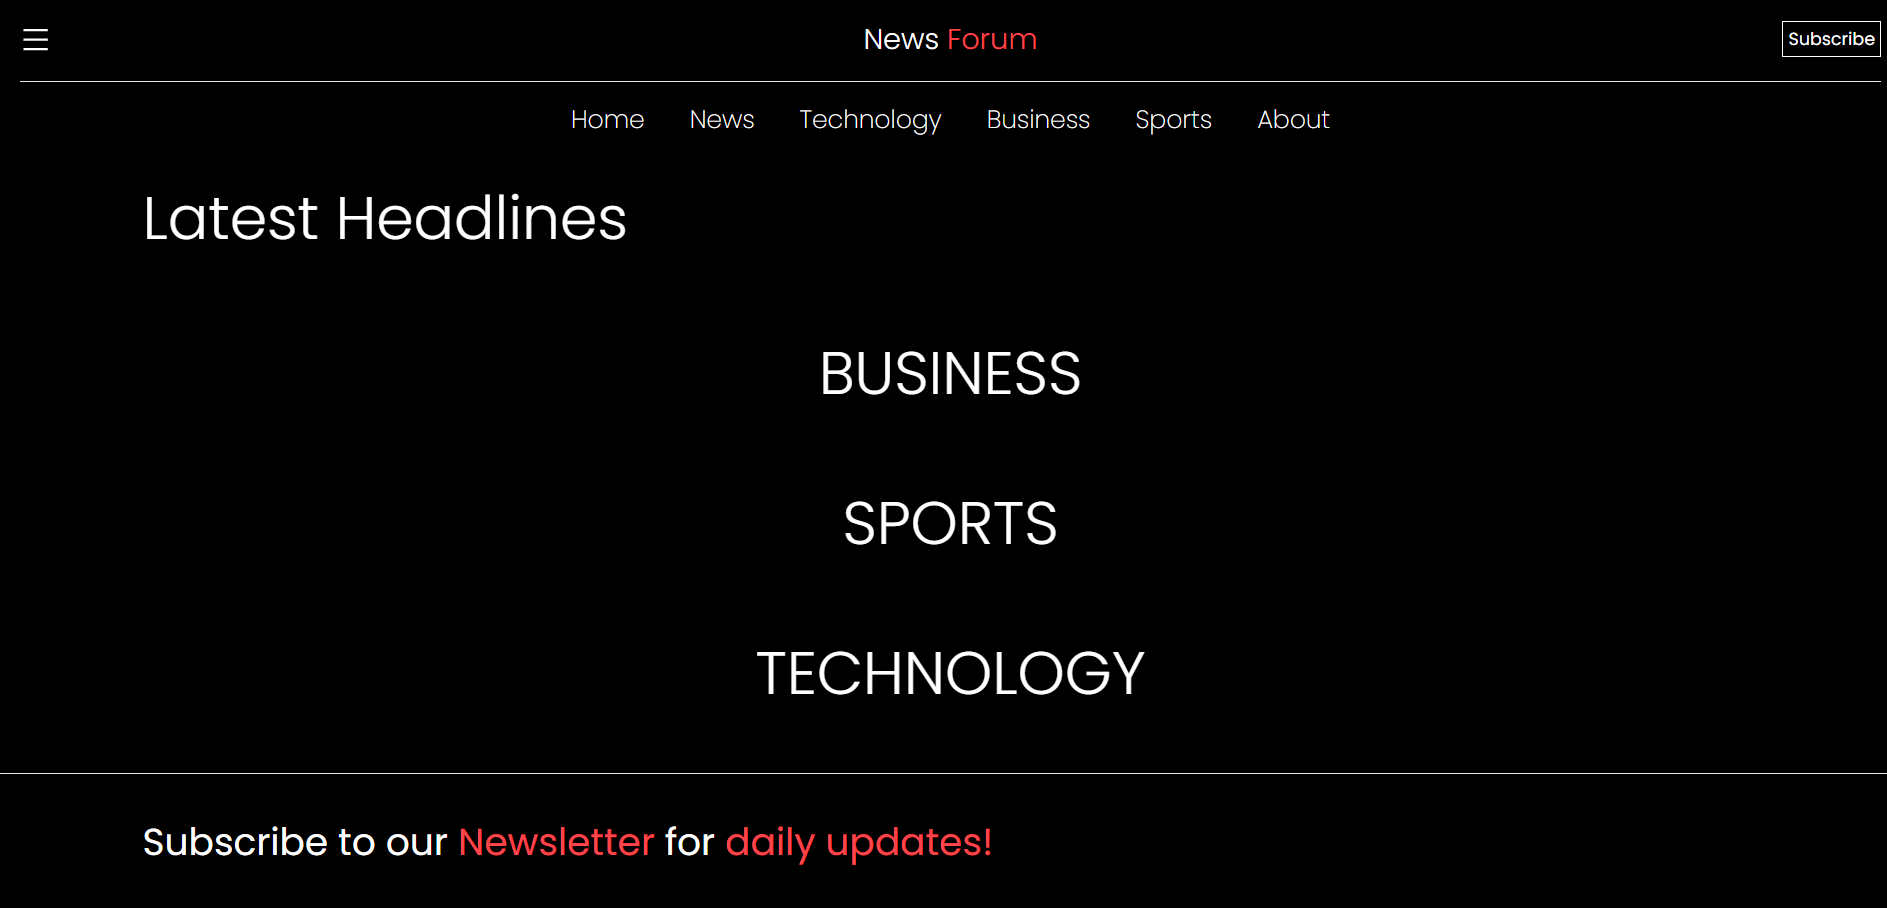 News Forum
Subscribe
Home News Technology Business Sports About
Latest Headlines
BUSINESS
SPORTS
TECHNOLOGY
Subscribe to our Newsletter for daily updates!